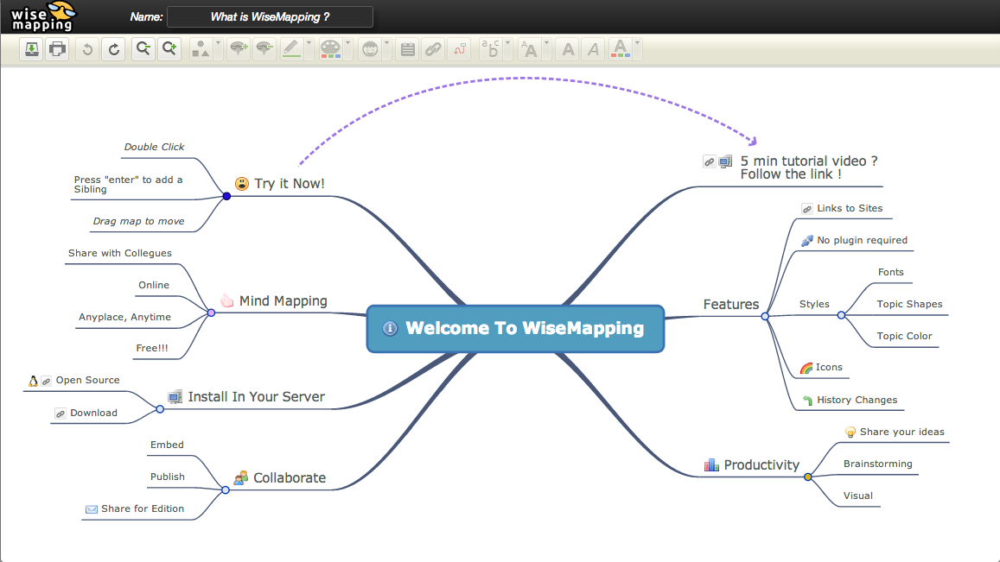 wise
mapping
Name:
What is WiseMapping ?
abc
AA
A
A
A
Double Click
Press "enter" to add a
Sibling
Drag map to move
Try it Now!
Share with Collegues
Online
Anyplace, Anytime
Free!!!
Mind Mapping
Open Source
Download
Install In Your Server
Embed
Publish
Share for Edition
Collaborate
Welcome To WiseMapping
5 min tutorial video ?
Follow the link !
Features
Links to Sites
No plugin required
Styles
Fonts
Topic Shapes
Topic Color
Icons
History Changes
Productivity
Share your ideas
Brainstorming
Visual